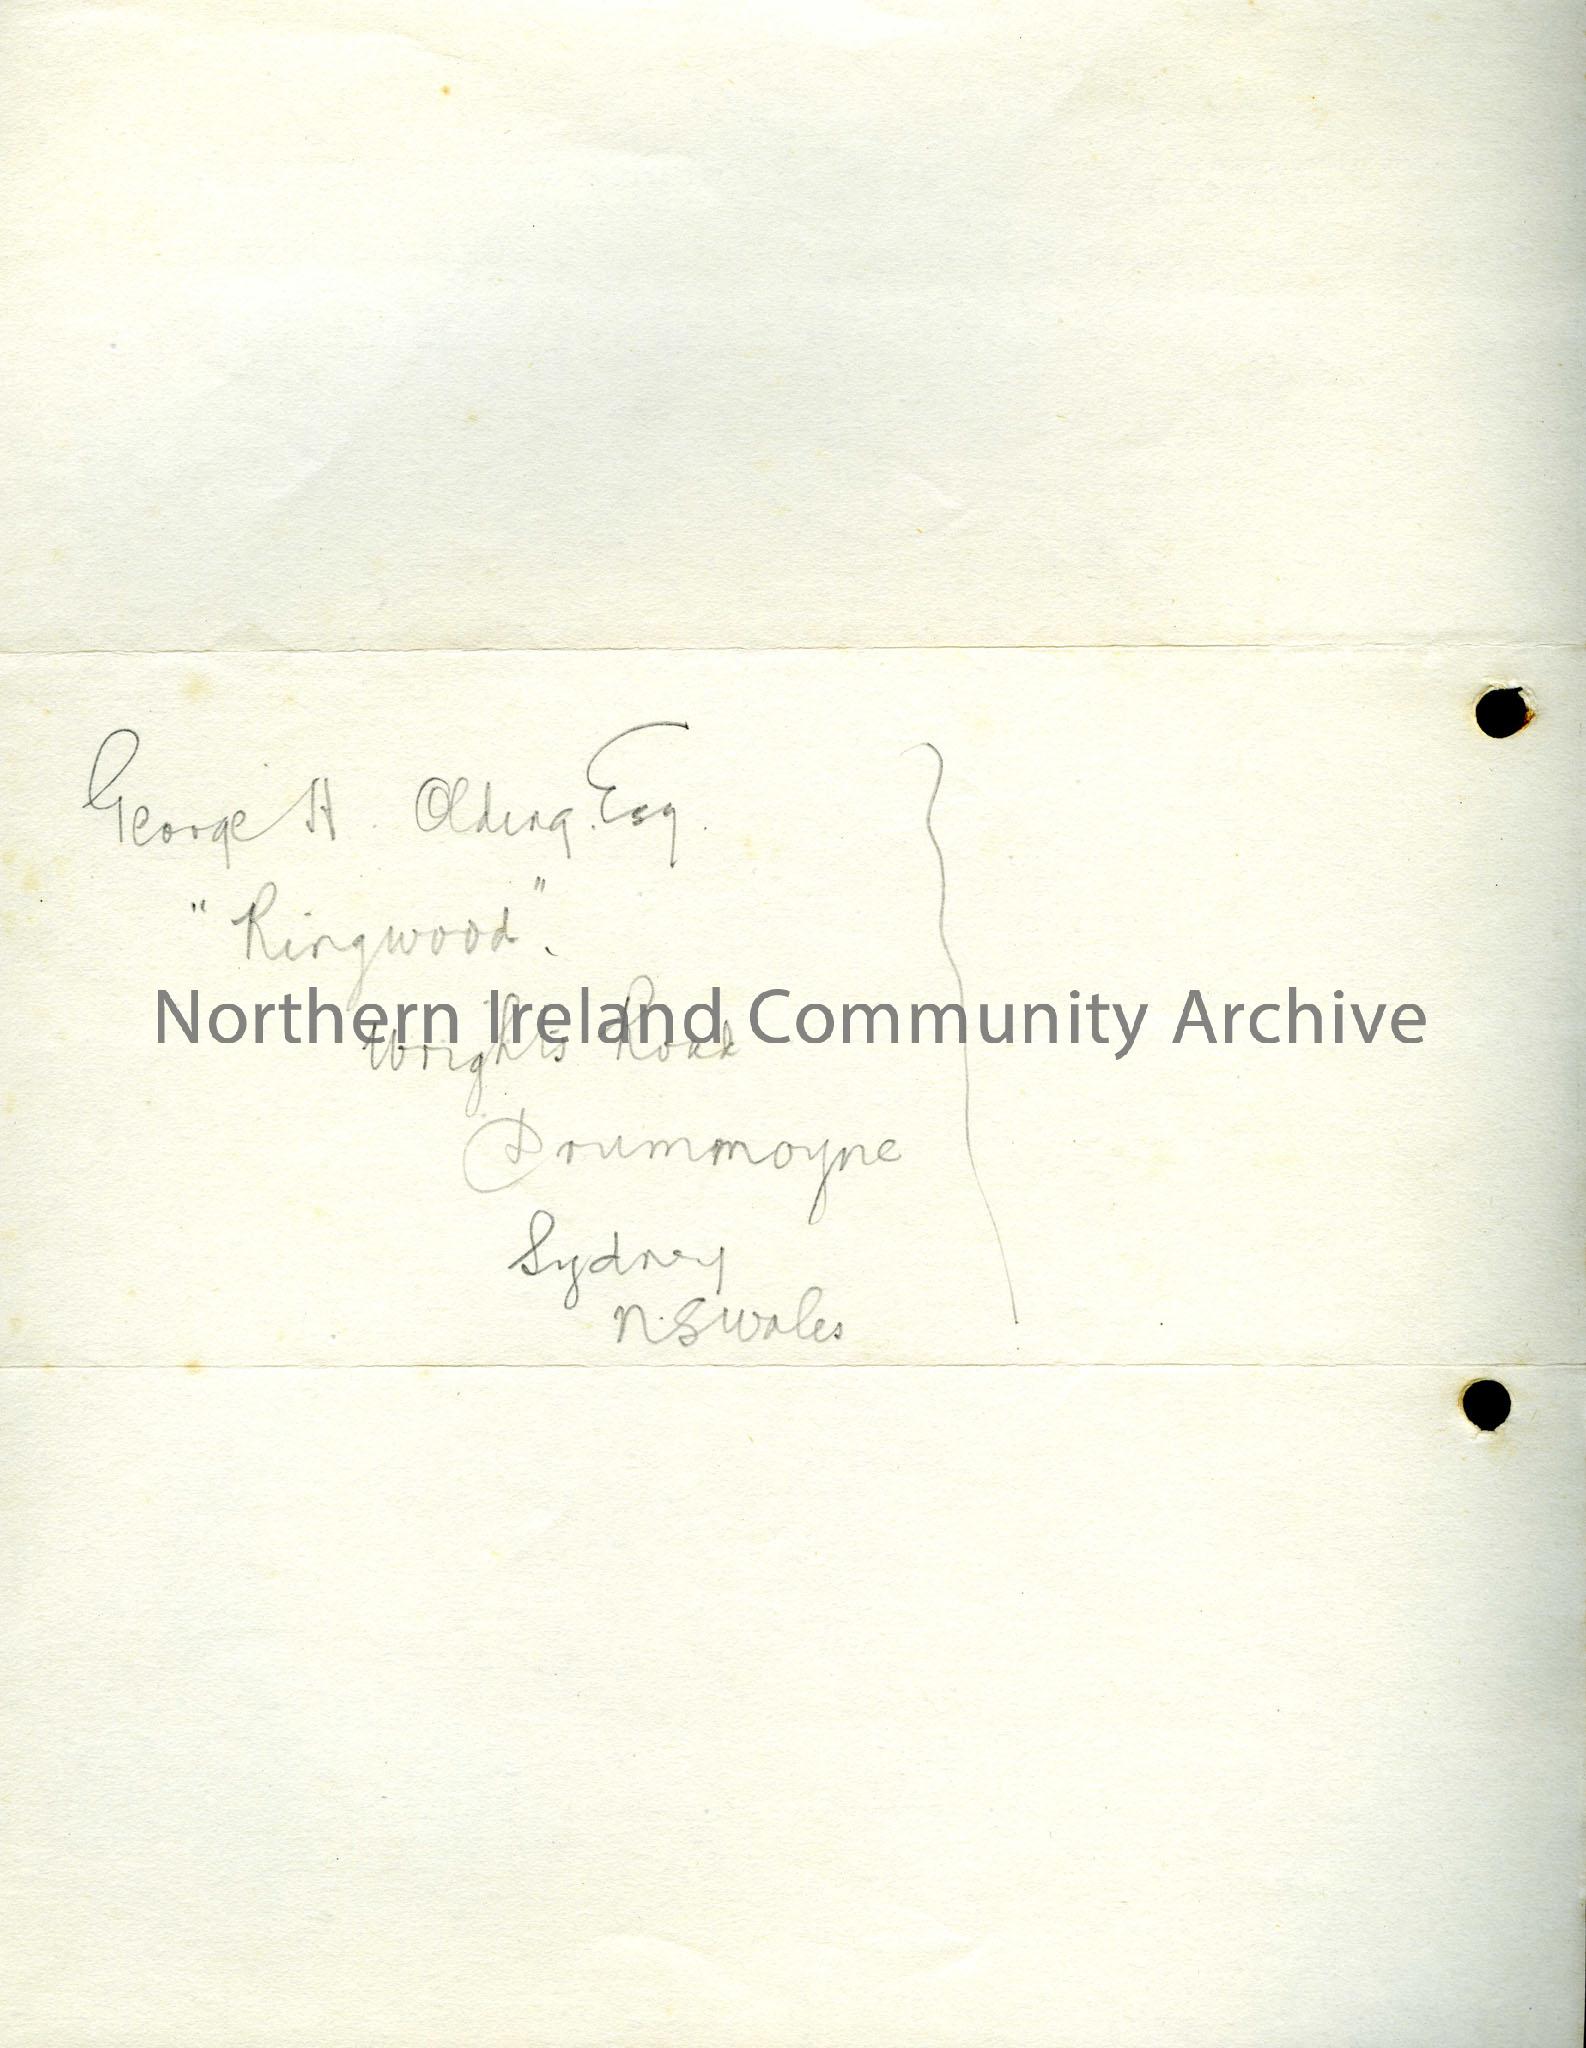 George H. Olding. Esq.
"Ringwood".
Northern Ireland Community Archive
Wrights Road
Drummoyne
Sydney
N.S Wales